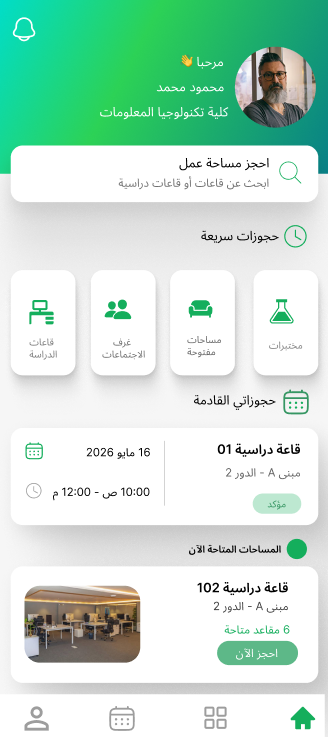 مرحبا 👋
محمود محمد
كلية تكنولوجيا المعلومات
احجز مساحة عمل
ابحث عن قاعات أو قاعات دراسية
حجوزات سريعة
مختبرات
مساحات
مفتوحة
غرف
الاجتماعات
قاعات
الدراسة
حجوزاتي القادمة
قاعة دراسية 01
مبنى A - الدور 2
مؤكد
16 مايو 2026
10:00 ص - 12:00 م
المساحات المتاحة الآن
قاعة دراسية 102
مبنى A - الدور 2
6 مقاعد متاحة
احجز الآن